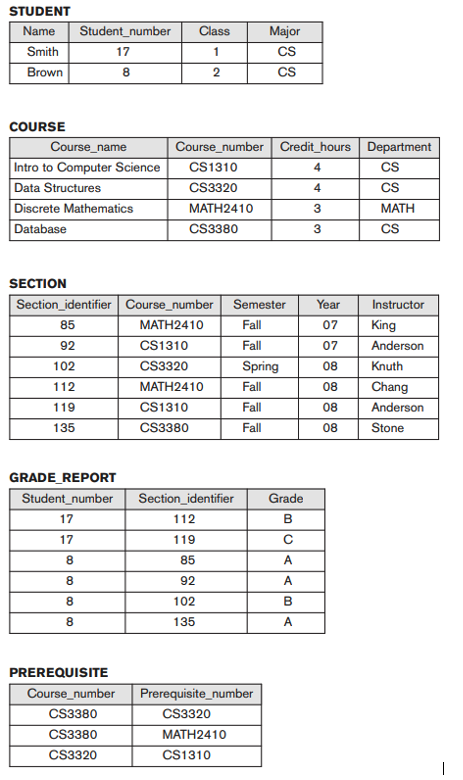 STUDENT
Name Student_number Class Major
Smith 17 1 CS
Brown 8 2 CS
COURSE
Course_name Course_number Credit_hours Department
Intro to Computer Science CS1310 4 CS
Data Structures CS3320 4 CS
Discrete Mathematics MATH2410 3 MATH
Database CS3380 3 CS
SECTION
Section_identifier Course_number Semester Year Instructor
85 MATH2410 Fall 07 King
92 CS1310 Fall 07 Anderson
102 CS3320 Spring 08 Knuth
112 MATH2410 Fall 08 Chang
119 CS1310 Fall 08 Anderson
135 CS3380 Fall 08 Stone
GRADE_REPORT
Student_number Section_identifier Grade
17 112 B
17 119 C
8 85 A
8 92 A
8 102 B
8 135 A
PREREQUISITE
Course_number Prerequisite_number
CS3380 CS3320
CS3380 MATH2410
CS3320 CS1310